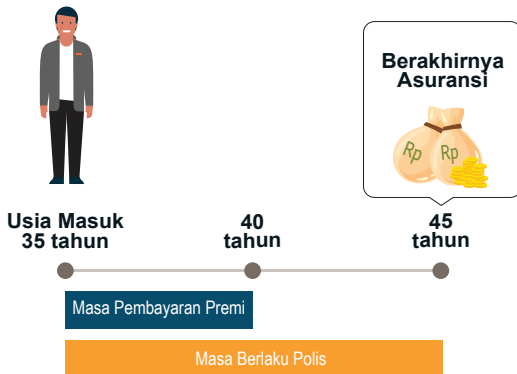 Berakhirnya
Asuransi
Rp
Rp
Usia Masuk
35 tahun
40
tahun
45
tahun
Masa Pembayaran Premi
Masa Berlaku Polis